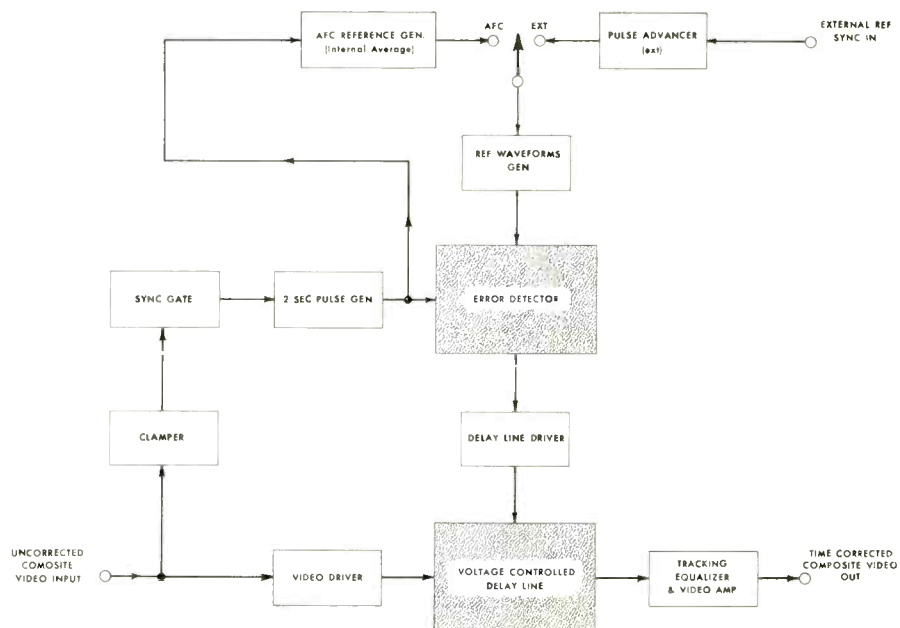 AFC REFERENCE GEN.
(Internal Average)
AFC
EXT
PULSE ADVANCER
(ext)
EXTERNAL REF
SYNC IN
REF WAVEFORMS
GEN
SYNC GATE
2 SEC PULSE GEN
ERROR DETECTOR
CLAMPER
DELAY LINE DRIVER
UNCORRECTED
COMOSITE
VIDEO INPUT
VIDEO DRIVER
VOLTAGE CONTROLLED
DELAY LINE
TRACKING
EQUALIZER
& VIDEO AMP
TIME CORRECTED
COMPOSITE VIDEO
OUT